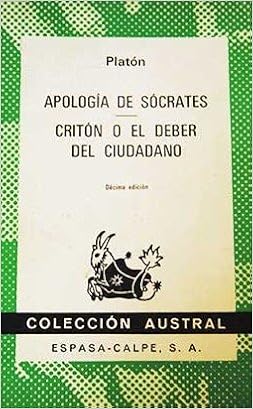 Platón
APOLOGÍA DE SÓCRATES
CRITÓN O EL DEBER
DEL CIUDADANO
Décima edición
COLECCIÓN AUSTRAL
ESPASA-CALPE, S. A.